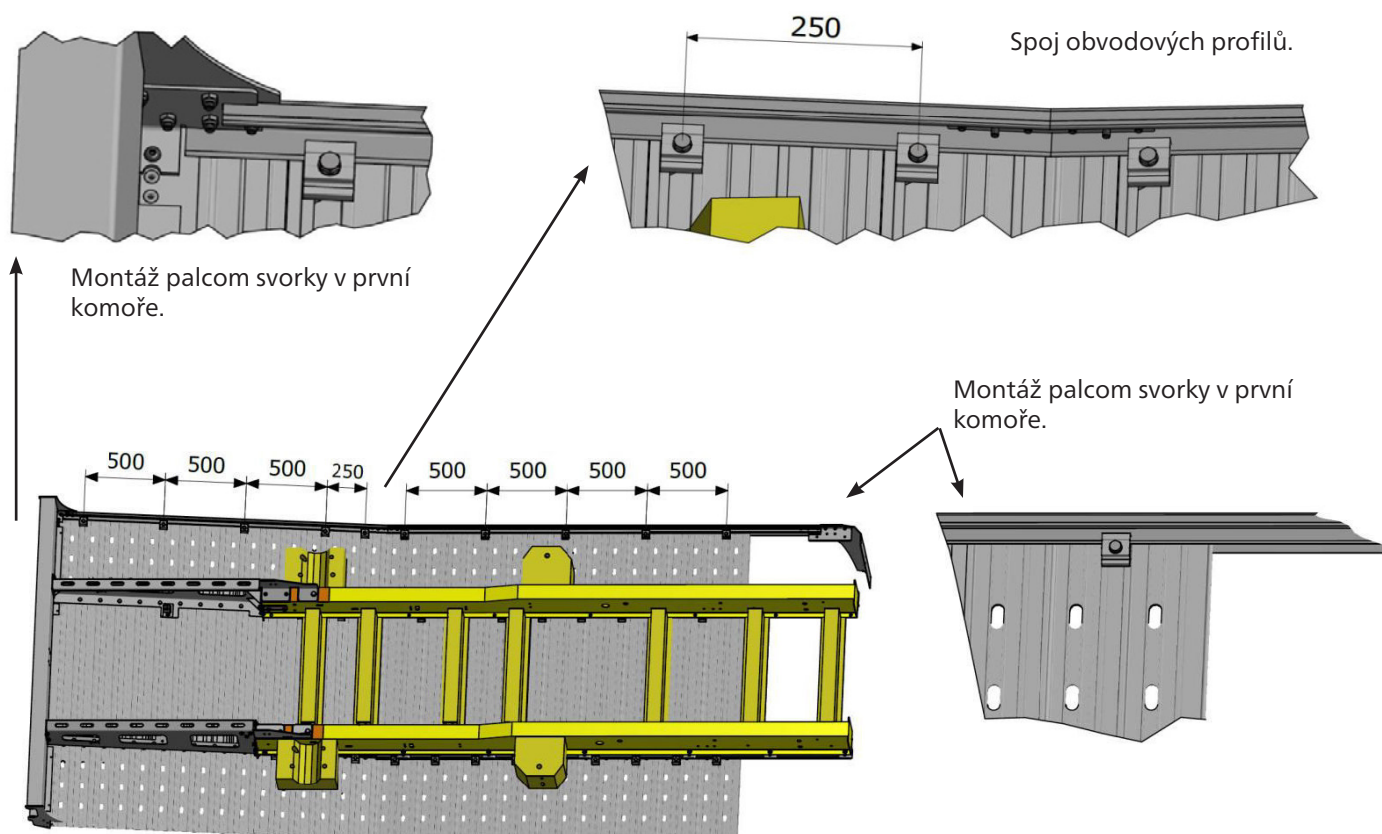 250
Spoj obvodových profilů.
Montáž palcom svorky v první
komoře.
Montáž palcom svorky v první
komoře.
500 500 500 250 500 500 500 500